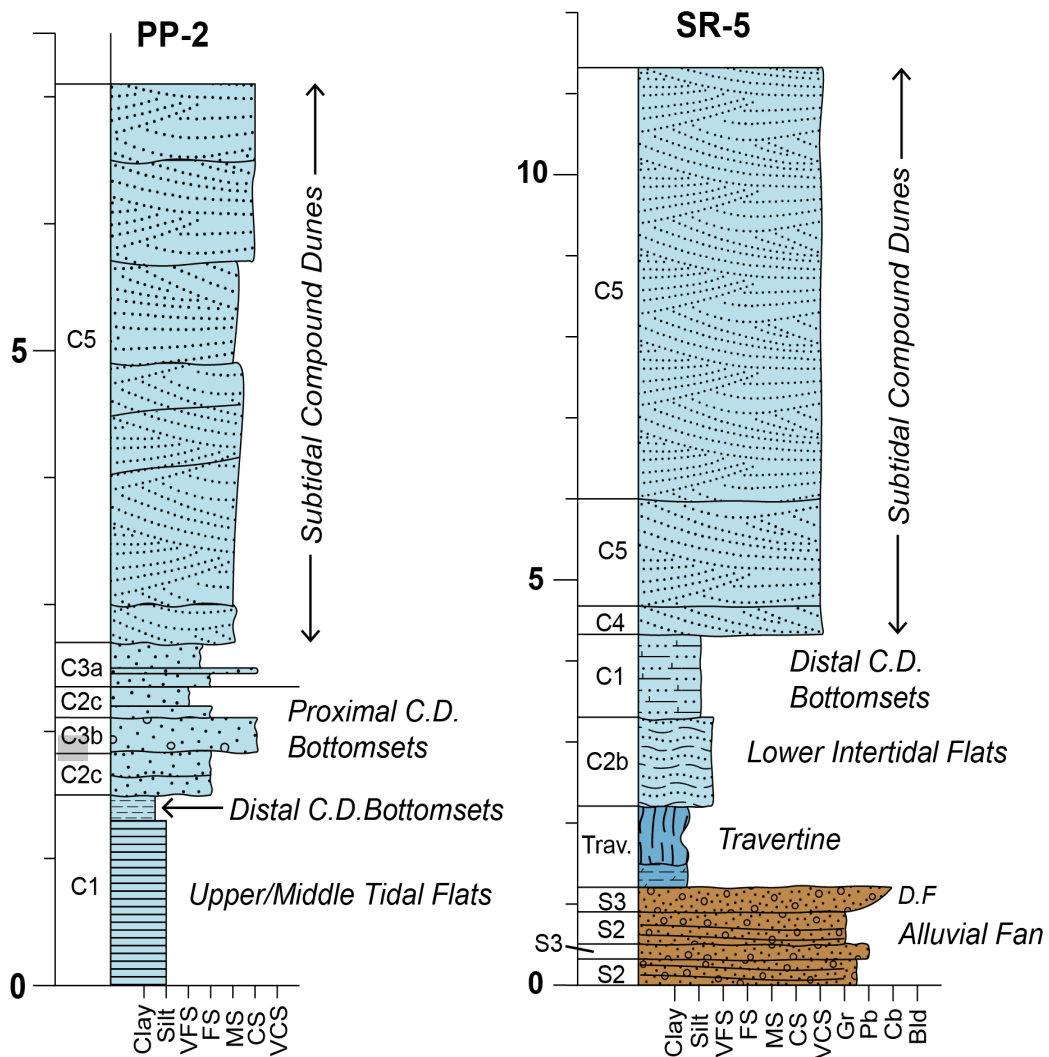 PP-2
5
0
C5
C3a
C2c
C3b
C2c
C1
Subtidal Compound Dunes
Proximal C.D.
Bottomsets
Distal C.D.Bottomsets
Upper/Middle Tidal Flats
Clay
Silt
VFS
FS
MS
CS
VCS
SR-5
10
5
0
C5
C5
C4
C1
C2b
Trav.
S3
S2
S3
S2
Subtidal Compound Dunes
Distal C.D.
Bottomsets
Lower Intertidal Flats
Travertine
D.F
Alluvial Fan
Clay
Silt
VFS
FS
MS
CS
VCS
Gr
Pb
Cb
Bld